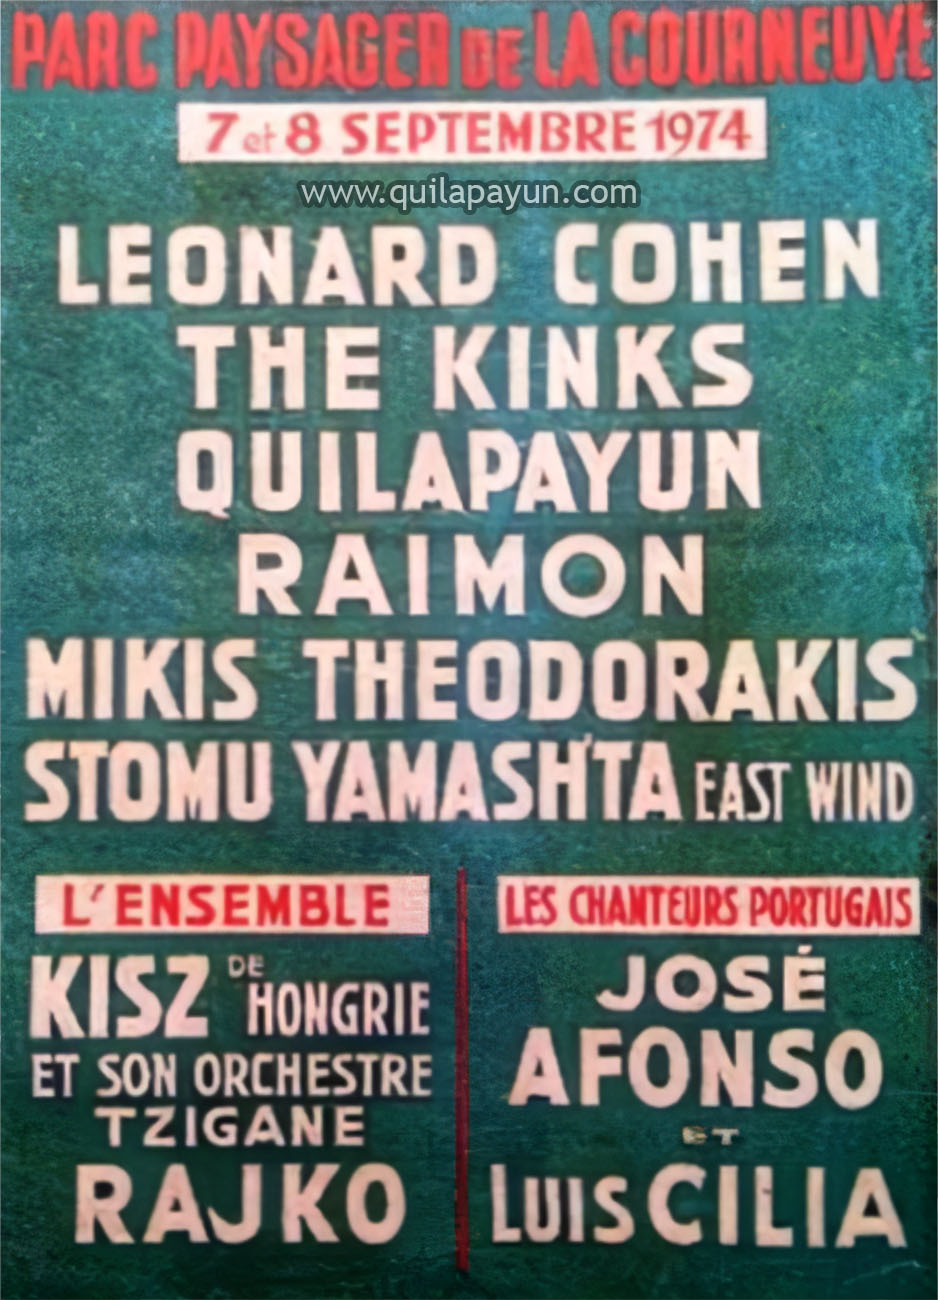 PARC PAYSAGER DE LA COURNEUVE
7 et 8 SEPTEMBRE 1974
www.quilapayun.com
LEONARD COHEN
THE KINKS
QUILAPAYUN
RAIMON
MIKIS THEODORAKIS
STOMU YAMASH'TA EAST WIND
L'ENSEMBLE
KISZ DE HONGRIE
ET SON ORCHESTRE
TZIGANE
RAJKO
LES CHANTEURS PORTUGAIS
JOSÉ
AFONSO
ET
LUIS CILIA